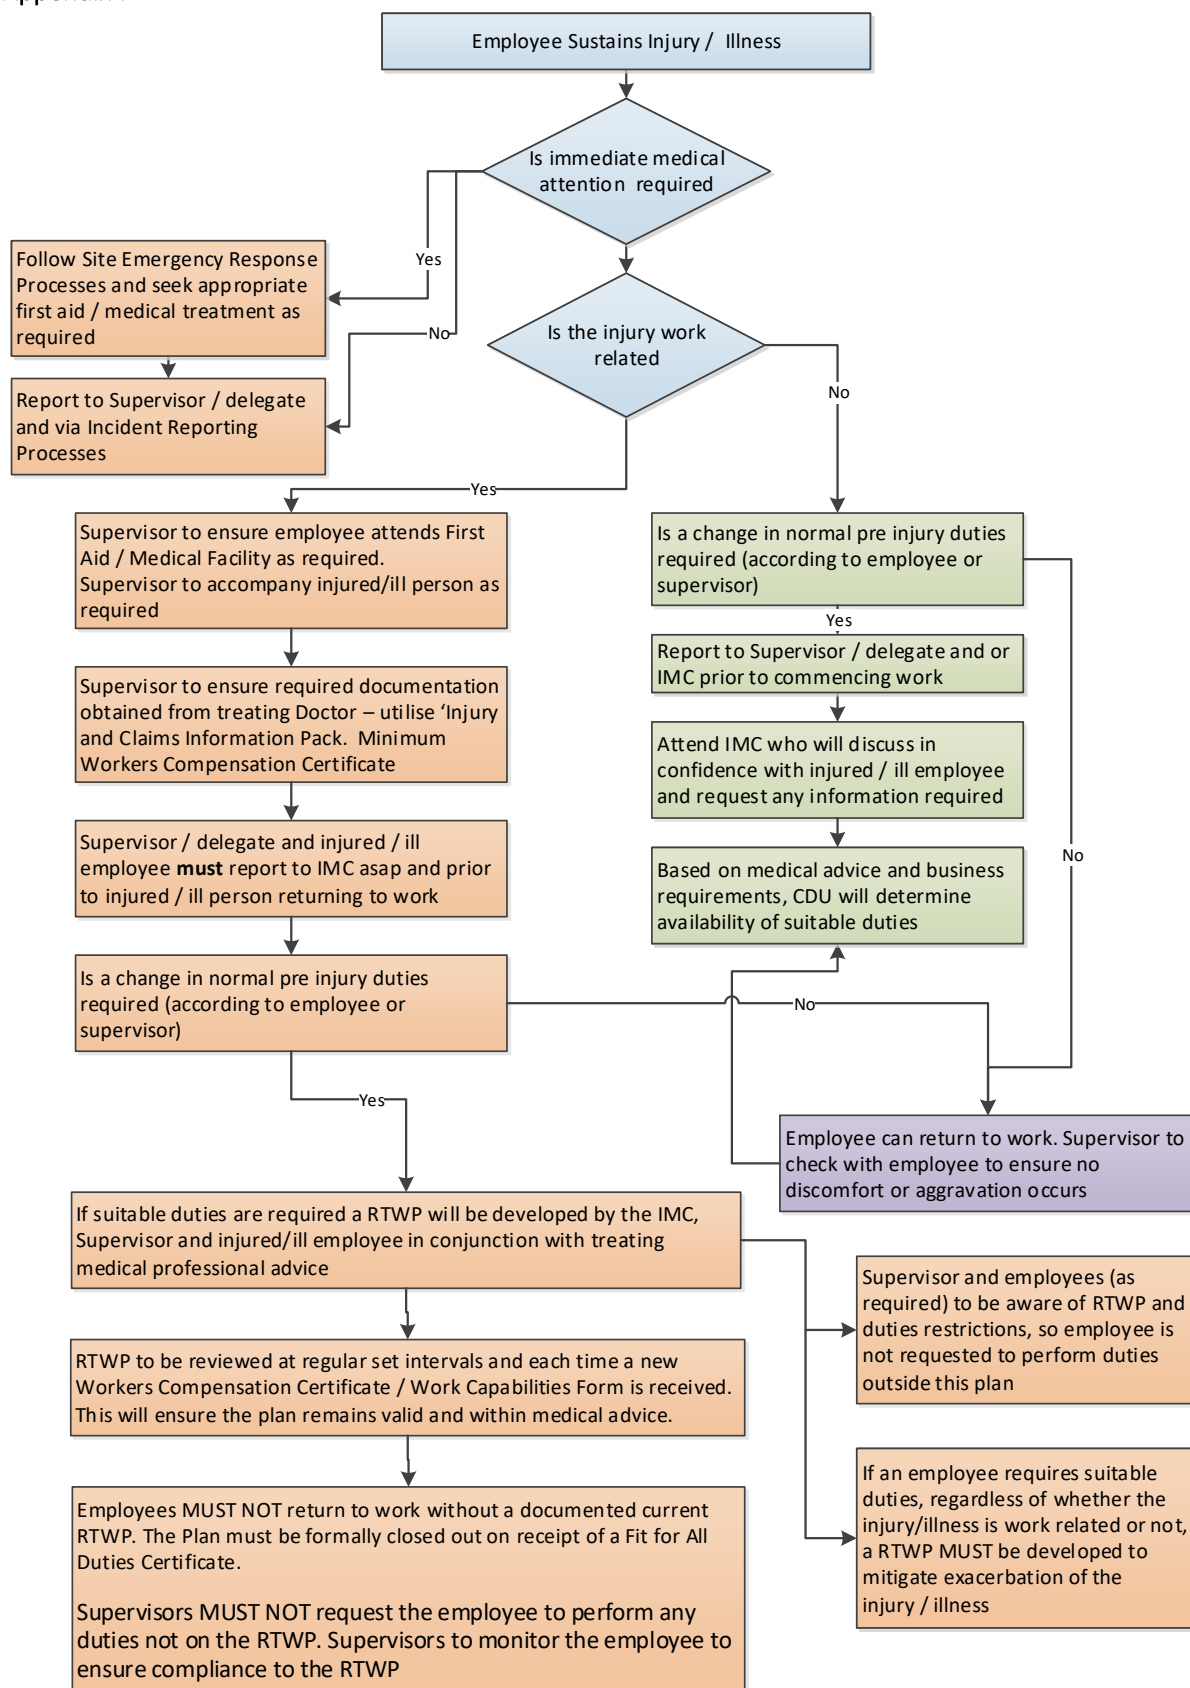 Employee Sustains Injury / Illness
Is immediate medical
attention required
Yes
No
Follow Site Emergency Response
Processes and seek appropriate
first aid / medical treatment as
required
Report to Supervisor / delegate
and via Incident Reporting
Processes
Is the injury work
related
No
Yes
Supervisor to ensure employee attends First
Aid / Medical Facility as required.
Supervisor to accompany injured/ill person as
required
Supervisor to ensure required documentation
obtained from treating Doctor – utilise ‘Injury
and Claims Information Pack. Minimum
Workers Compensation Certificate
Supervisor / delegate and injured / ill
employee must report to IMC asap and prior
to injured / ill person returning to work
Is a change in normal pre injury duties
required (according to employee or
supervisor)
No
Yes
Is a change in normal pre injury duties
required (according to employee or
supervisor)
Yes
No
Report to Supervisor / delegate and or
IMC prior to commencing work
Attend IMC who will discuss in
confidence with injured / ill employee
and request any information required
Based on medical advice and business
requirements, CDU will determine
availability of suitable duties
Employee can return to work. Supervisor to
check with employee to ensure no
discomfort or aggravation occurs
If suitable duties are required a RTWP will be developed by the IMC,
Supervisor and injured/ill employee in conjunction with treating
medical professional advice
RTWP to be reviewed at regular set intervals and each time a new
Workers Compensation Certificate / Work Capabilities Form is received.
This will ensure the plan remains valid and within medical advice.
Employees MUST NOT return to work without a documented current
RTWP. The Plan must be formally closed out on receipt of a Fit for All
Duties Certificate.
Supervisors MUST NOT request the employee to perform any
duties not on the RTWP. Supervisors to monitor the employee to
ensure compliance to the RTWP
Supervisor and employees (as
required) to be aware of RTWP and
duties restrictions, so employee is
not requested to perform duties
outside this plan
If an employee requires suitable
duties, regardless of whether the
injury/illness is work related or not,
a RTWP MUST be developed to
mitigate exacerbation of the
injury / illness